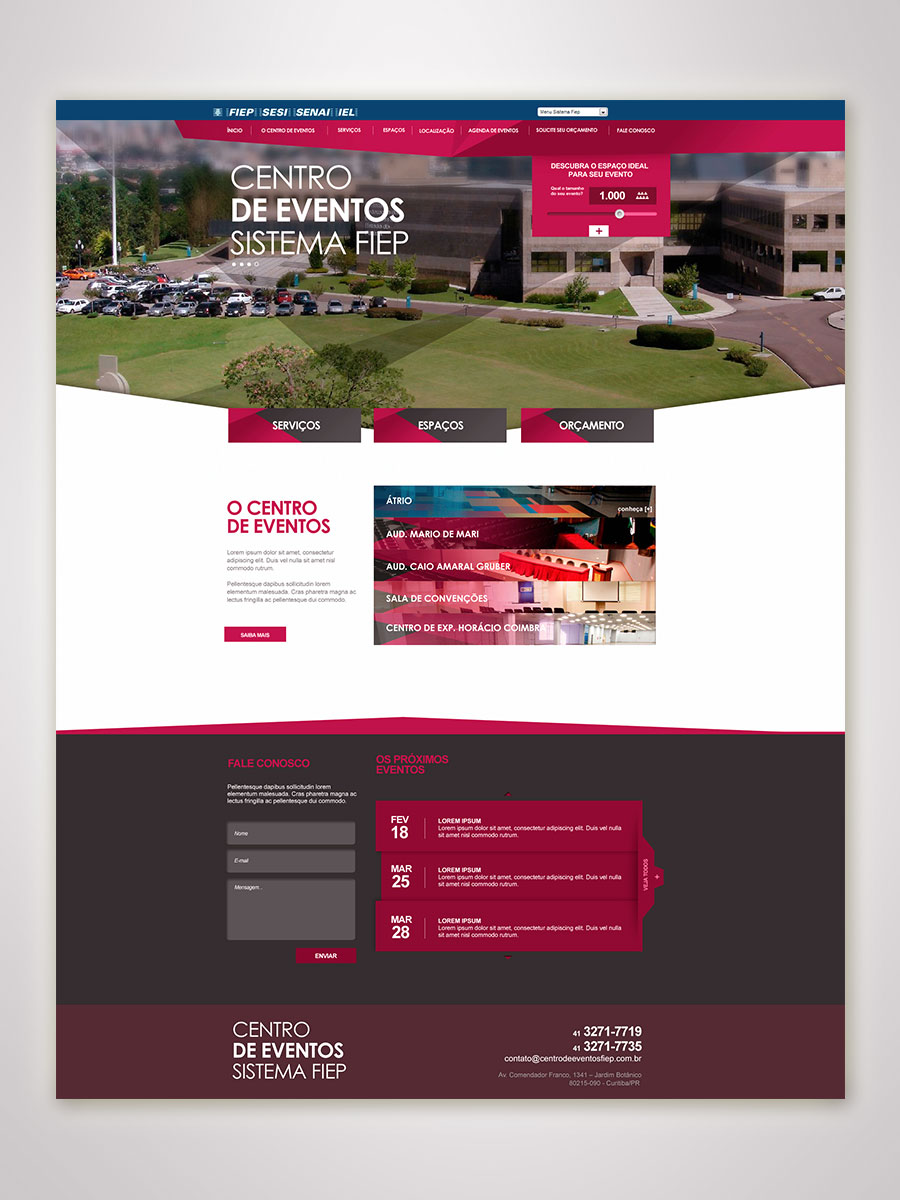 FIEP SESI SENAI IEL
Menu Sistema Fiep
ÍNICIO O CENTRO DE EVENTOS SERVIÇOS ESPAÇOS LOCALIZAÇÃO AGENDA DE EVENTOS SOLICITE SEU ORÇAMENTO FALE CONOSCO
CENTRO
DE EVENTOS
SISTEMA FIEP
DESCUBRA O ESPAÇO IDEAL
PARA SEU EVENTO
Qual o tamanho
do seu evento?
1.000
+
SERVIÇOS
ESPAÇOS
ORÇAMENTO
O CENTRO
DE EVENTOS
Lorem ipsum dolor sit amet, consectetur
adipiscing elit. Duis vel nulla sit amet nisl
commodo rutrum.
Pellentesque dapibus sollicitudin lorem
elementum malesuada. Cras pharetra magna ac
lectus fringilla ac pellentesque dui commodo.
SAIBA MAIS
ÁTRIO
conheça [+]
AUD. MARIO DE MARI
AUD. CAIO AMARAL GRUBER
SALA DE CONVENÇÕES
CENTRO DE EXP. HORÁCIO COIMBRA
FALE CONOSCO
Pellentesque dapibus sollicitudin lorem
elementum malesuada. Cras pharetra magna ac
lectus fringilla ac pellentesque dui commodo.
Nome
E-mail
Mensagem...
ENVIAR
OS PRÓXIMOS
EVENTOS
FEV
18
LOREM IPSUM
Lorem ipsum dolor sit amet, consectetur adipiscing elit. Duis vel nulla
sit amet nisl commodo rutrum.
MAR
25
LOREM IPSUM
Lorem ipsum dolor sit amet, consectetur adipiscing elit. Duis vel nulla
sit amet nisl commodo rutrum.
MAR
28
LOREM IPSUM
Lorem ipsum dolor sit amet, consectetur adipiscing elit. Duis vel nulla
sit amet nisl commodo rutrum.
VEJA TODOS
+
CENTRO
DE EVENTOS
SISTEMA FIEP
41 3271-7719
41 3271-7735
contato@centrodeeventosfiep.com.br
Av. Comendador Franco, 1341 – Jardim Botânico
80215-090 - Curitiba/PR